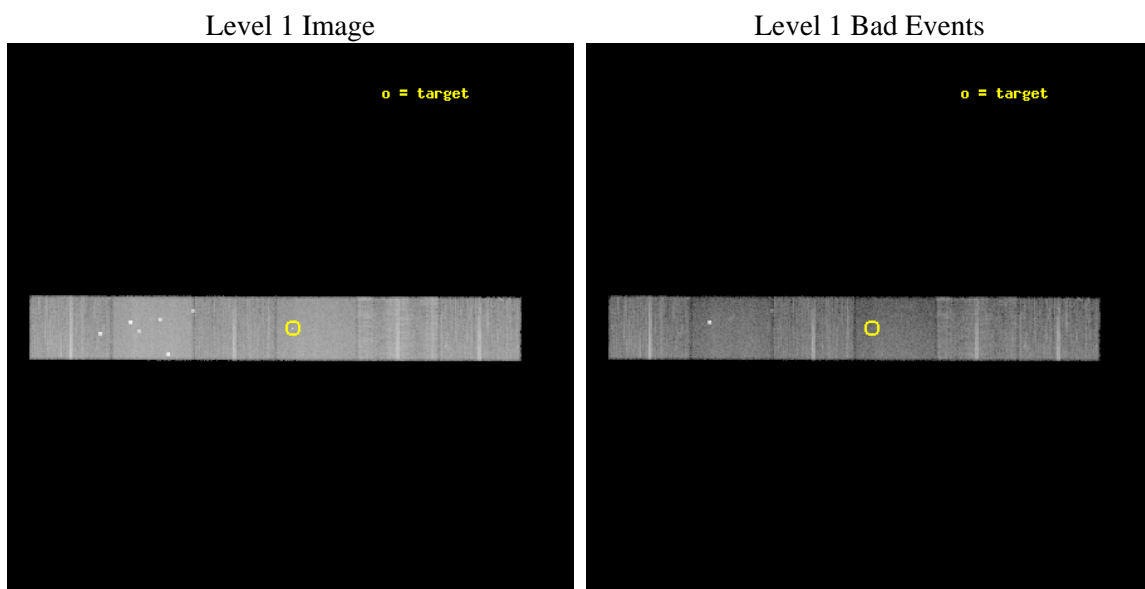 Level 1 Image
Level 1 Bad Events
o = target
o = target